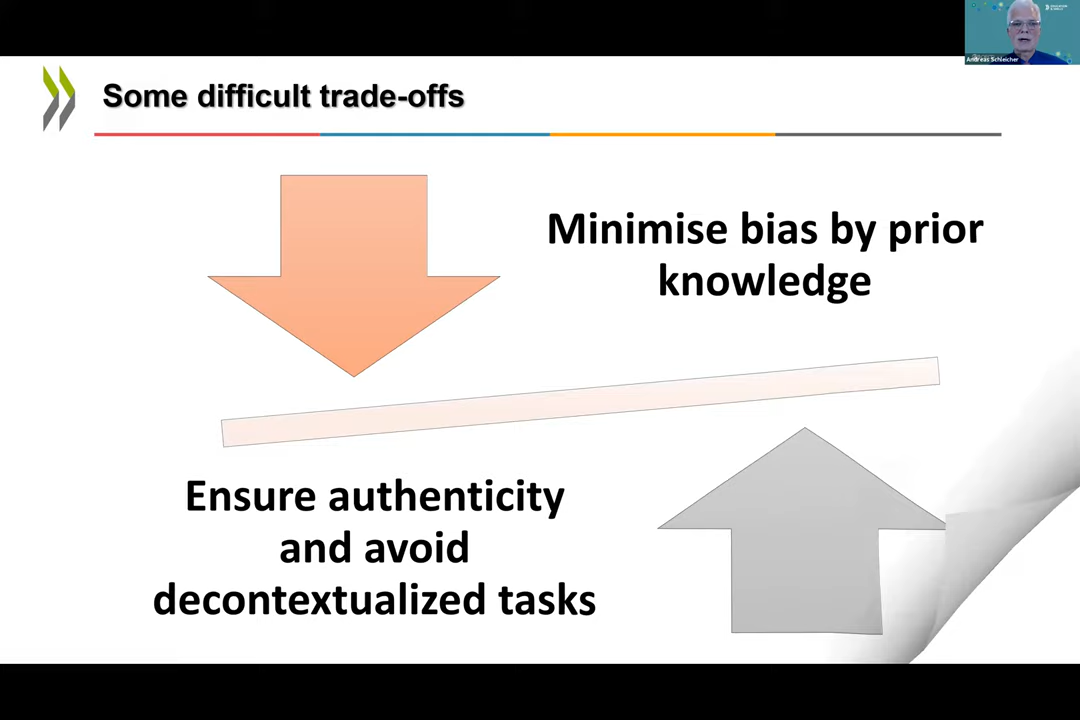 Some difficult trade-offs
Minimise bias by prior
knowledge
Ensure authenticity
and avoid
decontextualized tasks
Andreas Schleicher